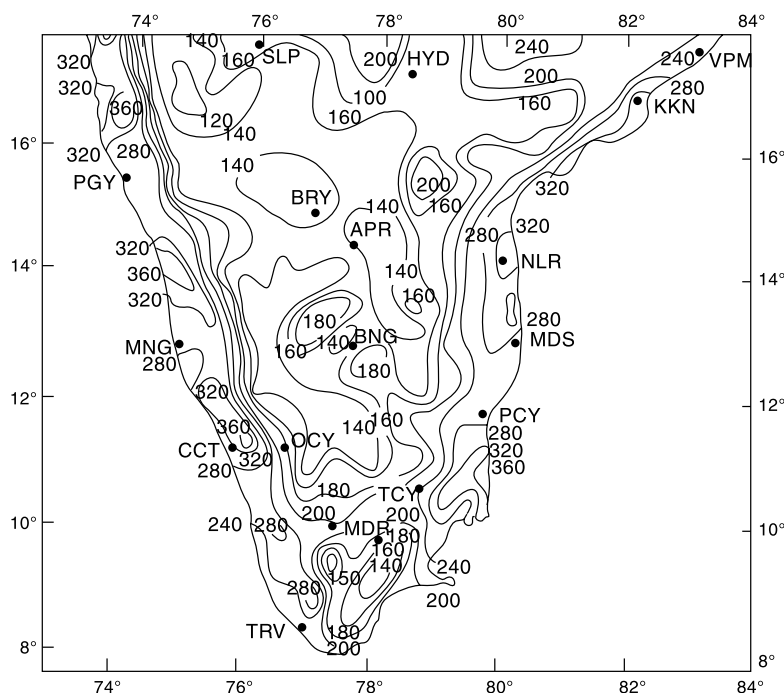 74° 76° 78° 80° 82° 84°
320 140 160 SLP 200 HYD 240 240 VPM
320 100 200 280
360 120 160 160 KKN
16° 140 16°
320 280 140
PGY 200 320
BRY 140 160
APR 280 320
320 NLR
14° 360 140 14°
320 160
180 280
MNG 160 140 BNG MDS
280 180
12° 320 12°
160 PCY
360 140 280
CCT OCY 320
280 320 360
180 TCY
200 200
10° 240 280 MDR 180 10°
160
150 140 240
280 200
TRV 180
8° 200 8°
74° 76° 78° 80° 82° 84°